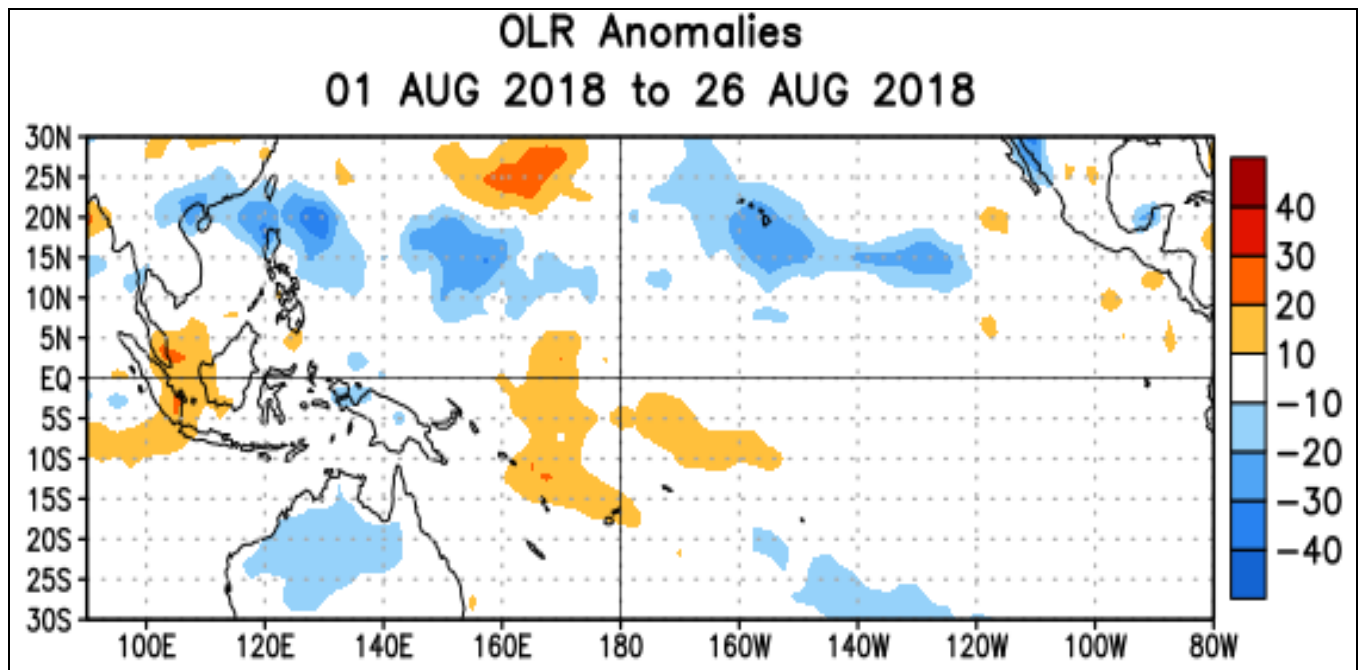 OLR Anomalies
01 AUG 2018 to 26 AUG 2018
30N
25N
20N
15N
10N
5N
EQ
5S
10S
15S
20S
25S
30S
100E 120E 140E 160E 180 160W 140W 120W 100W 80W
40
30
20
10
-10
-20
-30
-40